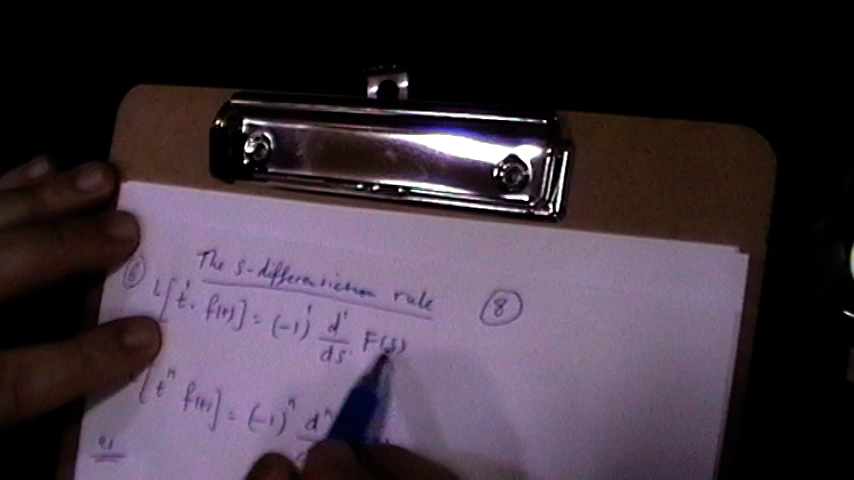 ⑥ The s-differentiation rule
L[t¹. f(t)] = (-1)¹ d¹/ds¹ F(s)
L[tⁿ f(t)] = (-1)ⁿ dⁿ
⑧